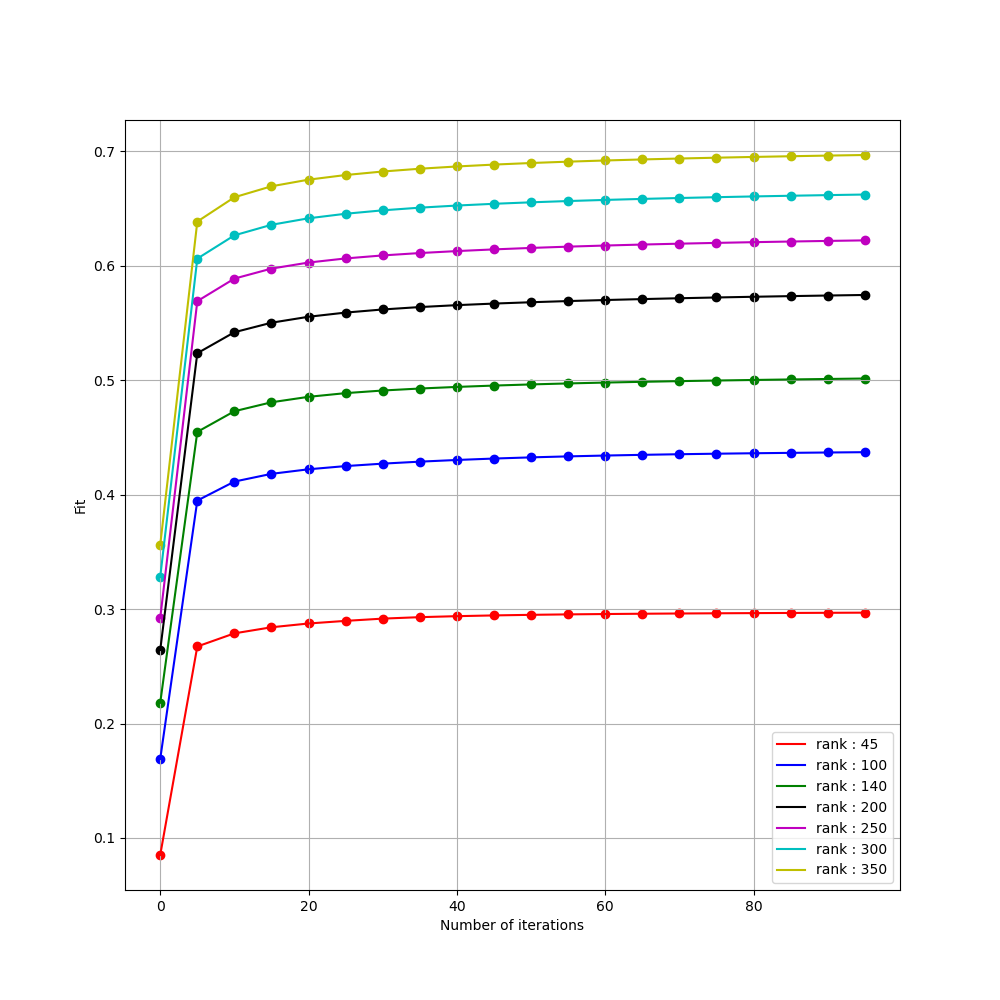 0.7
0.6
0.5
0.4
0.3
0.2
0.1
Fit
0 20 40 60 80
Number of iterations
rank : 45
rank : 100
rank : 140
rank : 200
rank : 250
rank : 300
rank : 350